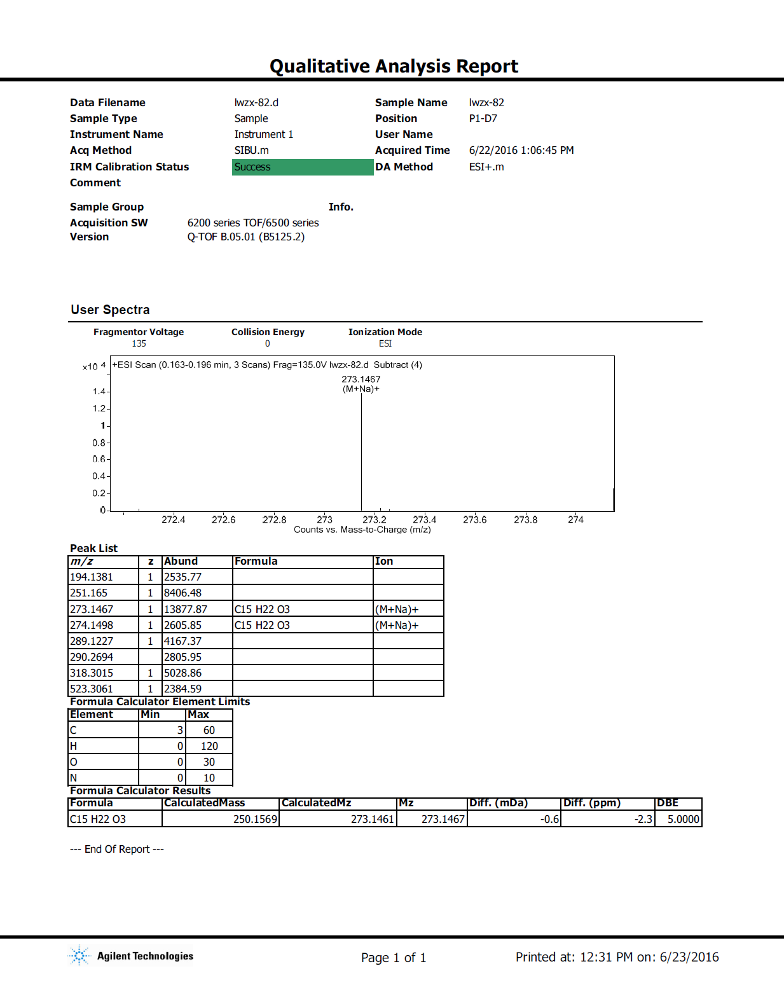 Qualitative Analysis Report
Data Filename lwzx-82.d Sample Name lwzx-82
Sample Type Sample Position P1-D7
Instrument Name Instrument 1 User Name
Acq Method SIBU.m Acquired Time 6/22/2016 1:06:45 PM
IRM Calibration Status Success DA Method ESI+.m
Comment
Sample Group Info.
Acquisition SW 6200 series TOF/6500 series
Version Q-TOF B.05.01 (B5125.2)
User Spectra
Fragmentor Voltage Collision Energy Ionization Mode
135 0 ESI
x10 4 +ESI Scan (0.163-0.196 min, 3 Scans) Frag=135.0V lwzx-82.d Subtract (4)
273.1467
(M+Na)+
1.4
1.2
1
0.8
0.6
0.4
0.2
0
272.4 272.6 272.8 273 273.2 273.4 273.6 273.8 274
Counts vs. Mass-to-Charge (m/z)
Peak List
m/z z Abund Formula Ion
194.1381 1 2535.77
251.165 1 8406.48
273.1467 1 13877.87 C15 H22 O3 (M+Na)+
274.1498 1 2605.85 C15 H22 O3 (M+Na)+
289.1227 1 4167.37
290.2694 2805.95
318.3015 1 5028.86
523.3061 1 2384.59
Formula Calculator Element Limits
Element Min Max
C 3 60
H 0 120
O 0 30
N 0 10
Formula Calculator Results
Formula CalculatedMass CalculatedMz Mz Diff. (mDa) Diff. (ppm) DBE
C15 H22 O3 250.1569 273.1461 273.1467 -0.6 -2.3 5.0000
--- End Of Report ---
Agilent Technologies Page 1 of 1 Printed at: 12:31 PM on: 6/23/2016